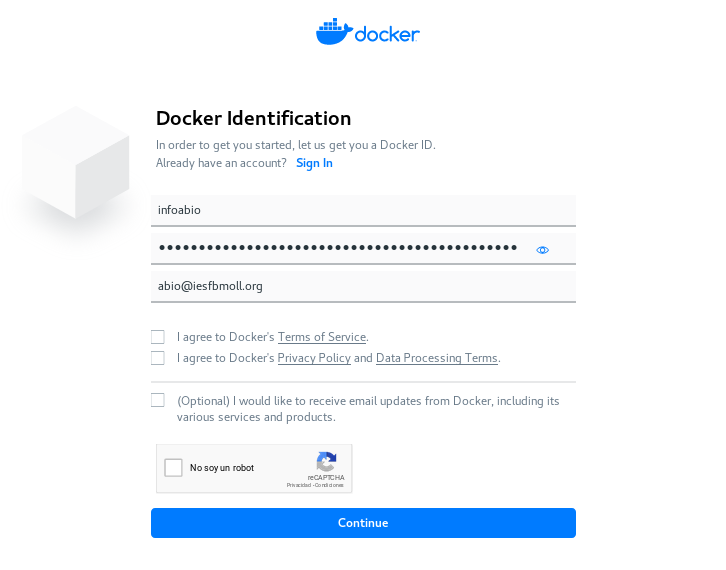 docker
Docker Identification
In order to get you started, let us get you a Docker ID.
Already have an account? Sign In
infoabio
•••••••••••••••••••••••••••••••••••••••••••••
abio@iesfbmoll.org
I agree to Docker's Terms of Service.
I agree to Docker's Privacy Policy and Data Processing Terms.
(Optional) I would like to receive email updates from Docker, including its
various services and products.
No soy un robot
reCAPTCHA
Privacidad - Condiciones
Continue